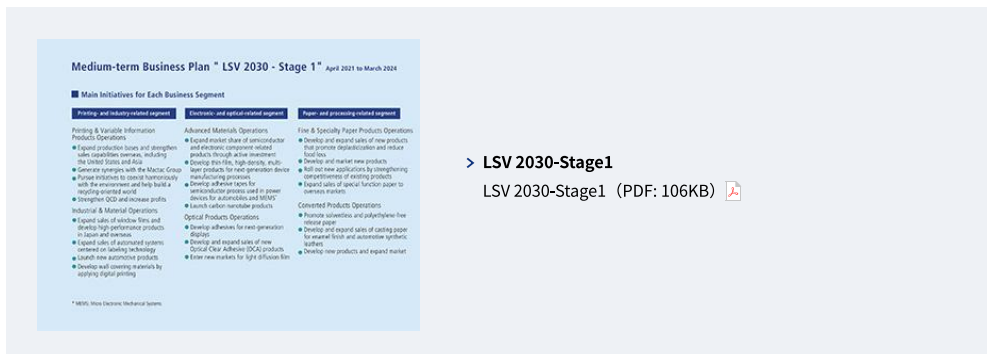 Medium-term Business Plan " LSV 2030 - Stage 1" April 2021 to March 2024
Main Initiatives for Each Business Segment
Printing- and industry-related segment
Printing & Variable Information
Products Operations
Expand production bases and strengthen
sales capabilities overseas, including
the United States and Asia
Generate synergies with the Mactac Group
Pursue initiatives to coexist harmoniously
with the environment and help build a
recycling-oriented world
Strengthen QCD and increase profits
Industrial & Material Operations
Expand sales of window films and
develop high-performance products
in Japan and overseas
Expand sales of automated systems
centered on labeling technology
Launch new automotive products
Develop wall covering materials by
applying digital printing
Electronic- and optical-related segment
Advanced Materials Operations
Expand market share of semiconductor
and electronic component-related
products through active investment
Develop thin film, high-density, multi-
layer products for next-generation device
manufacturing processes
Develop adhesive tapes for
semiconductor process used in power
devices for automobiles and MEMS*
Launch carbon nanotube products
Optical Products Operations
Develop adhesives for next-generation
displays
Develop and expand sales of new
Optical Clear Adhesive (OCA) products
Enter new markets for light diffusion film
Paper- and processing-related segment
Fine & Specialty Paper Products Operations
Develop and expand sales of new products
that promote deplasticization and reduce
food loss
Develop and market new products
Roll out new applications by strengthening
competitiveness of existing products
Expand sales of special function paper to
overseas markets
Converted Products Operations
Promote solventless and polyethylene-free
release paper
Develop and expand sales of casting paper
for enamel finish and automotive synthetic
leathers
Develop new products and expand market
* MEMS: Micro Electronic Mechanical Systems
LSV 2030-Stage1
LSV 2030-Stage1（PDF: 106KB）